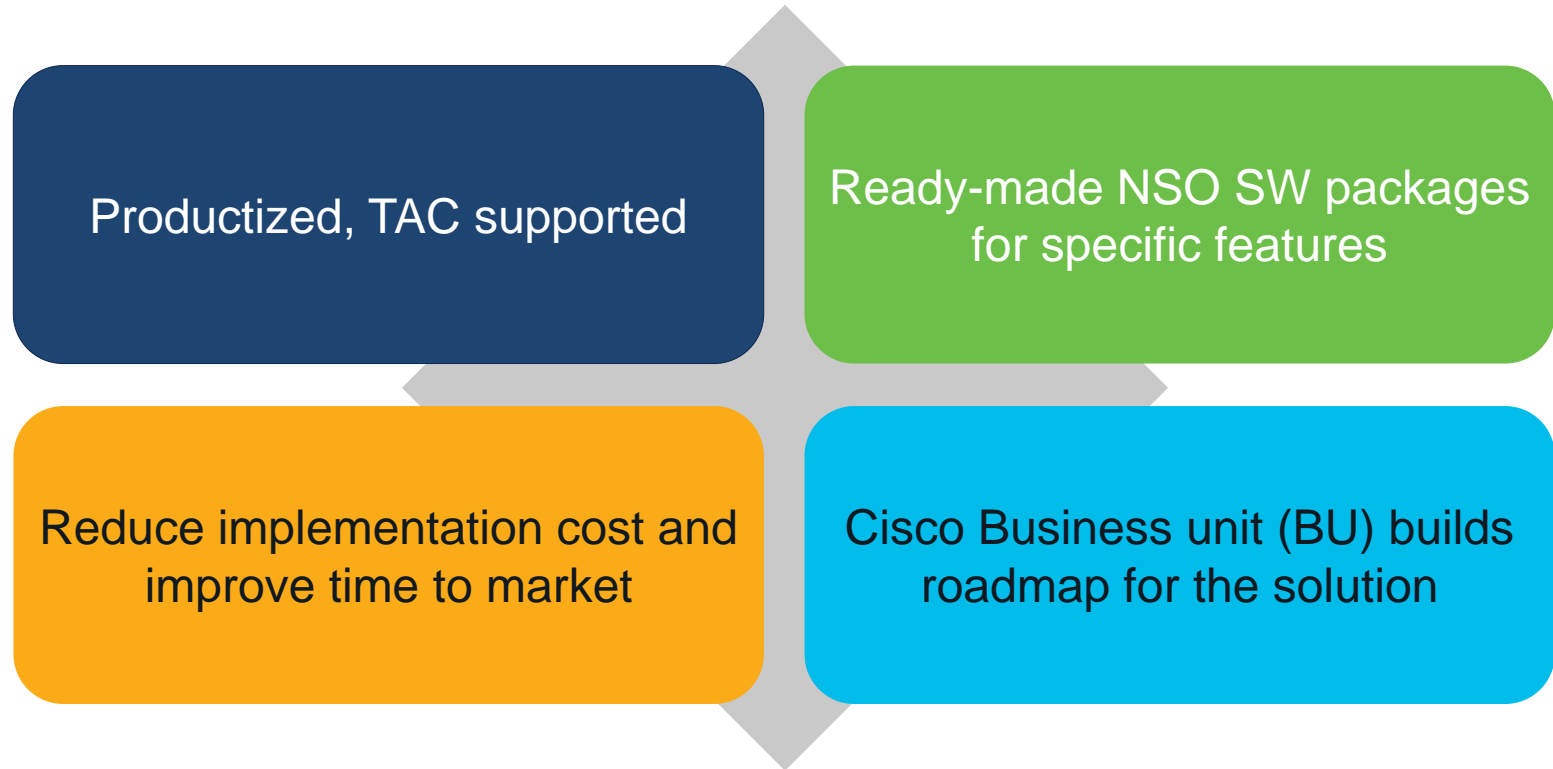 Productized, TAC supported
Ready-made NSO SW packages
for specific features
Reduce implementation cost and
improve time to market
Cisco Business unit (BU) builds
roadmap for the solution